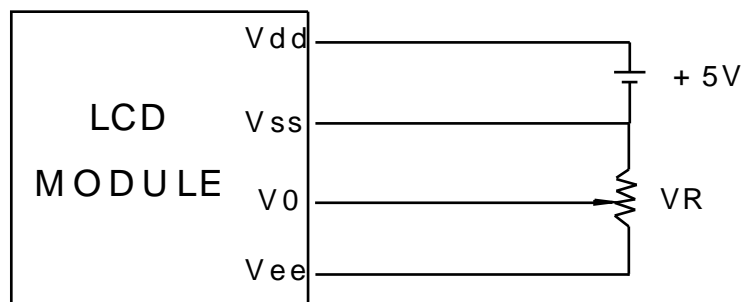 Vdd
+ 5V
LCD
MODULE
Vss
V0
VR
Vee